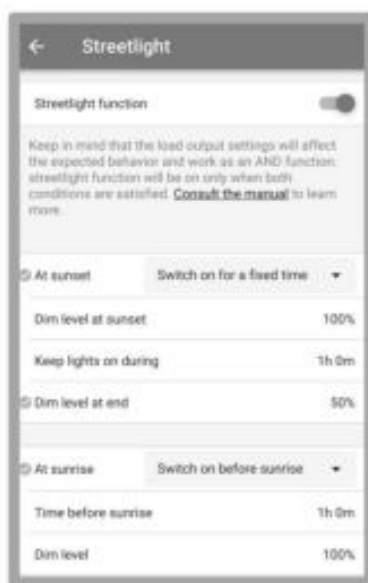 Streetlight
Streetlight function
Keep in mind that the load output settings will affect
the expected behavior and work as an AND function:
streetlight function will be on only when both
conditions are satisfied. Consult the manual to learn
more.
At sunset Switch on for a fixed time
Dim level at sunset 100%
Keep lights on during 1h 0m
Dim level at end 50%
At sunrise Switch on before sunrise
Time before sunrise 1h 0m
Dim level 100%